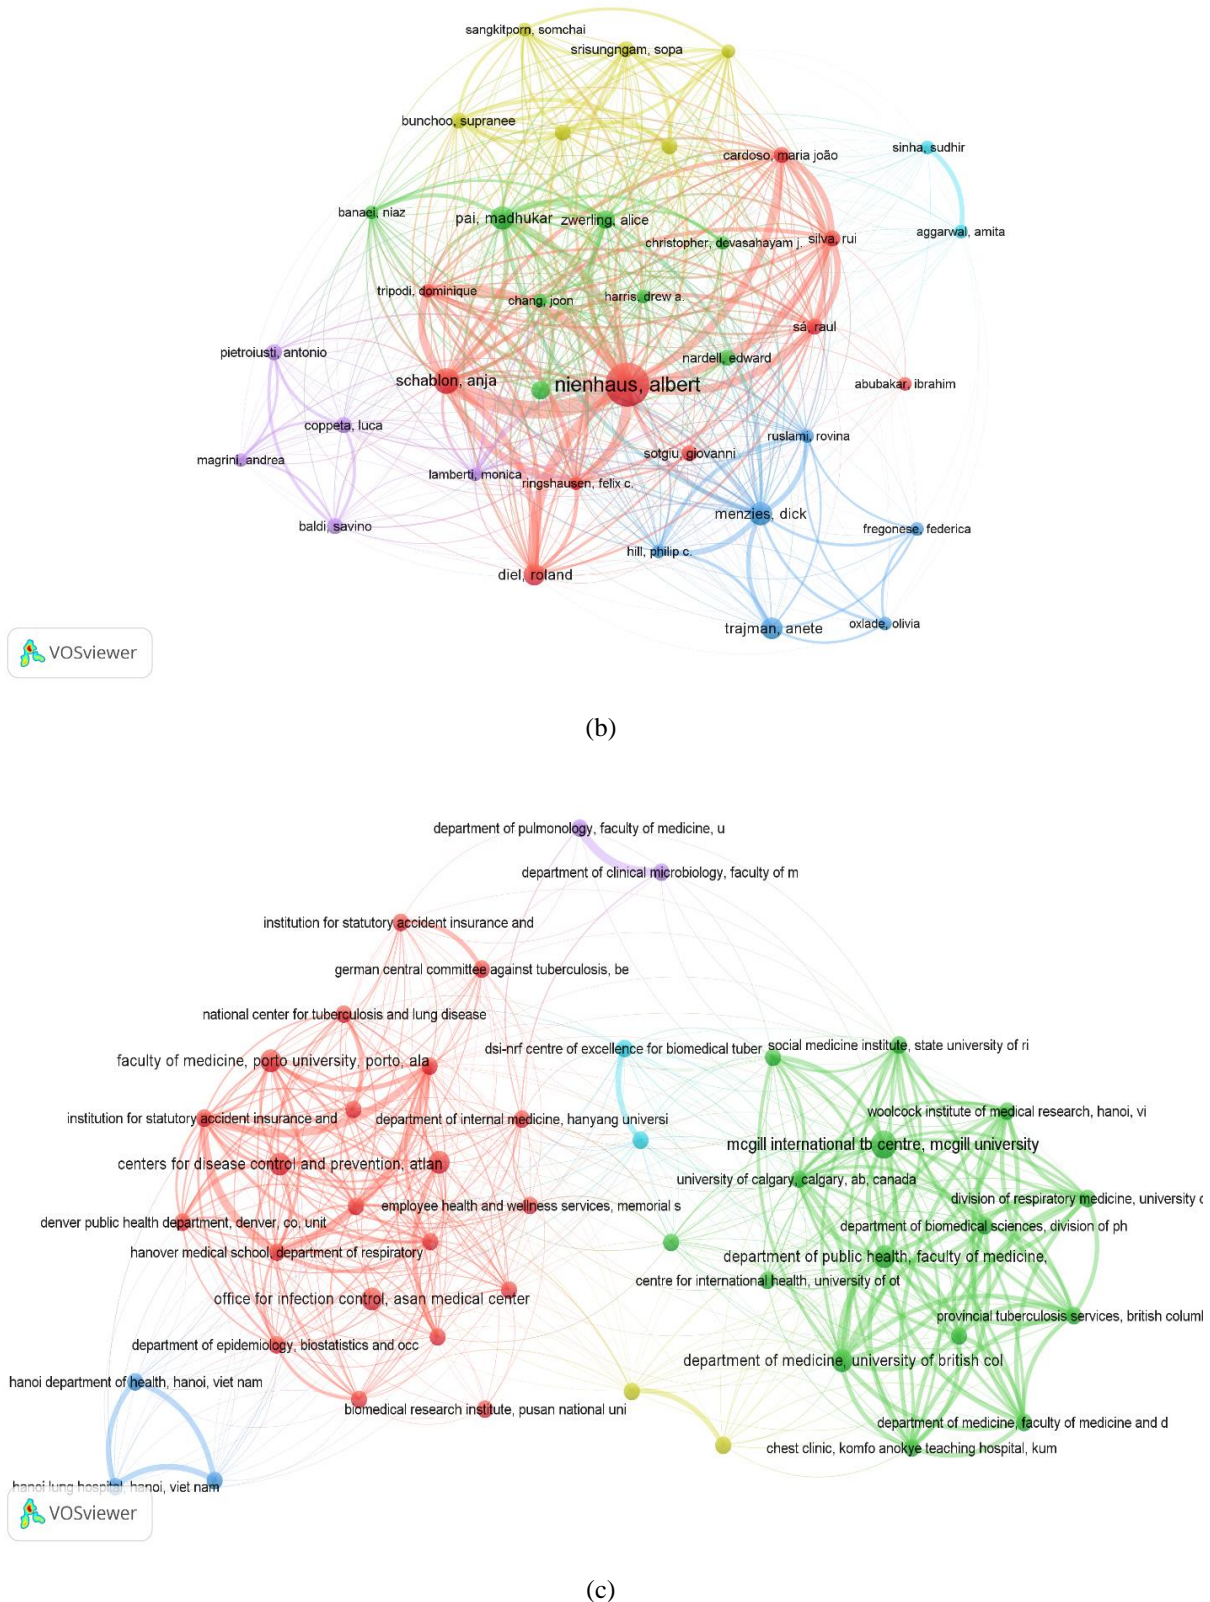 sangkitporn, somchai
srisungngam, sopa
bunchoo, supranee
cardoso, maria joão
sinha, sudhir
banaei, niaz
pai, madhukar
zwerling, alice
christopher, devasahayam j.
silva, rui
aggarwal, amita
tripodi, dominique
chang, joon
harris, drew a.
sá, raul
pietroiusti, antonio
nardell, edward
schablon, anja
nienhaus, albert
abubakar, ibrahim
coppeta, luca
ruslami, rovina
magrini, andrea
lamberti, monica
sotgiu, giovanni
ringshausen, felix c.
baldi, savino
menzies, dick
fregonese, federica
hill, philip c.
diel, roland
trajman, anete
oxlade, olivia
VOSviewer
(b)
department of pulmonology, faculty of medicine, u
department of clinical microbiology, faculty of m
institution for statutory accident insurance and
german central committee against tuberculosis, be
national center for tuberculosis and lung disease
dsi-nrf centre of excellence for biomedical tuber
social medicine institute, state university of ri
faculty of medicine, porto university, porto, ala
institution for statutory accident insurance and
department of internal medicine, hanyang universi
woolcock institute of medical research, hanoi, vi
mcgill international tb centre, mcgill university
centers for disease control and prevention, atlan
university of calgary, calgary, ab, canada
employee health and wellness services, memorial s
division of respiratory medicine, university o
denver public health department, denver, co, unit
department of biomedical sciences, division of ph
hanover medical school, department of respiratory
department of public health, faculty of medicine,
centre for international health, university of ot
office for infection control, asan medical center
provincial tuberculosis services, british columl
department of epidemiology, biostatistics and occ
department of medicine, university of british col
hanoi department of health, hanoi, viet nam
biomedical research institute, pusan national uni
department of medicine, faculty of medicine and d
chest clinic, komfo anokye teaching hospital, kum
hanoi lung hospital, hanoi, viet nam
VOSviewer
(c)